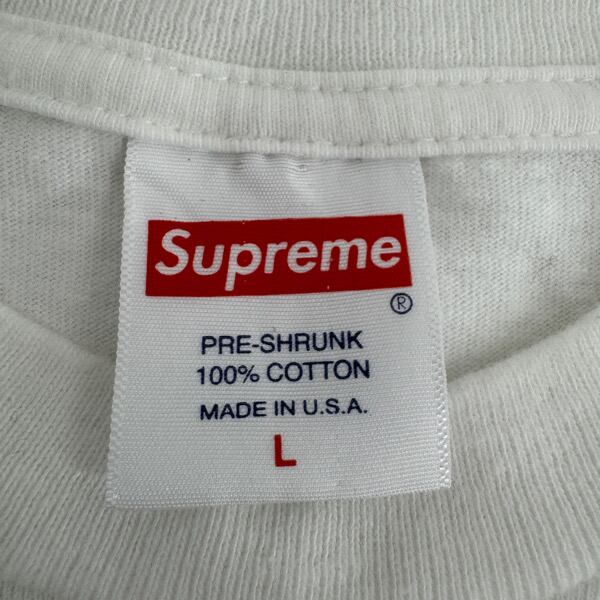 Supreme
®
PRE-SHRUNK
100% COTTON
MADE IN U.S.A.
L